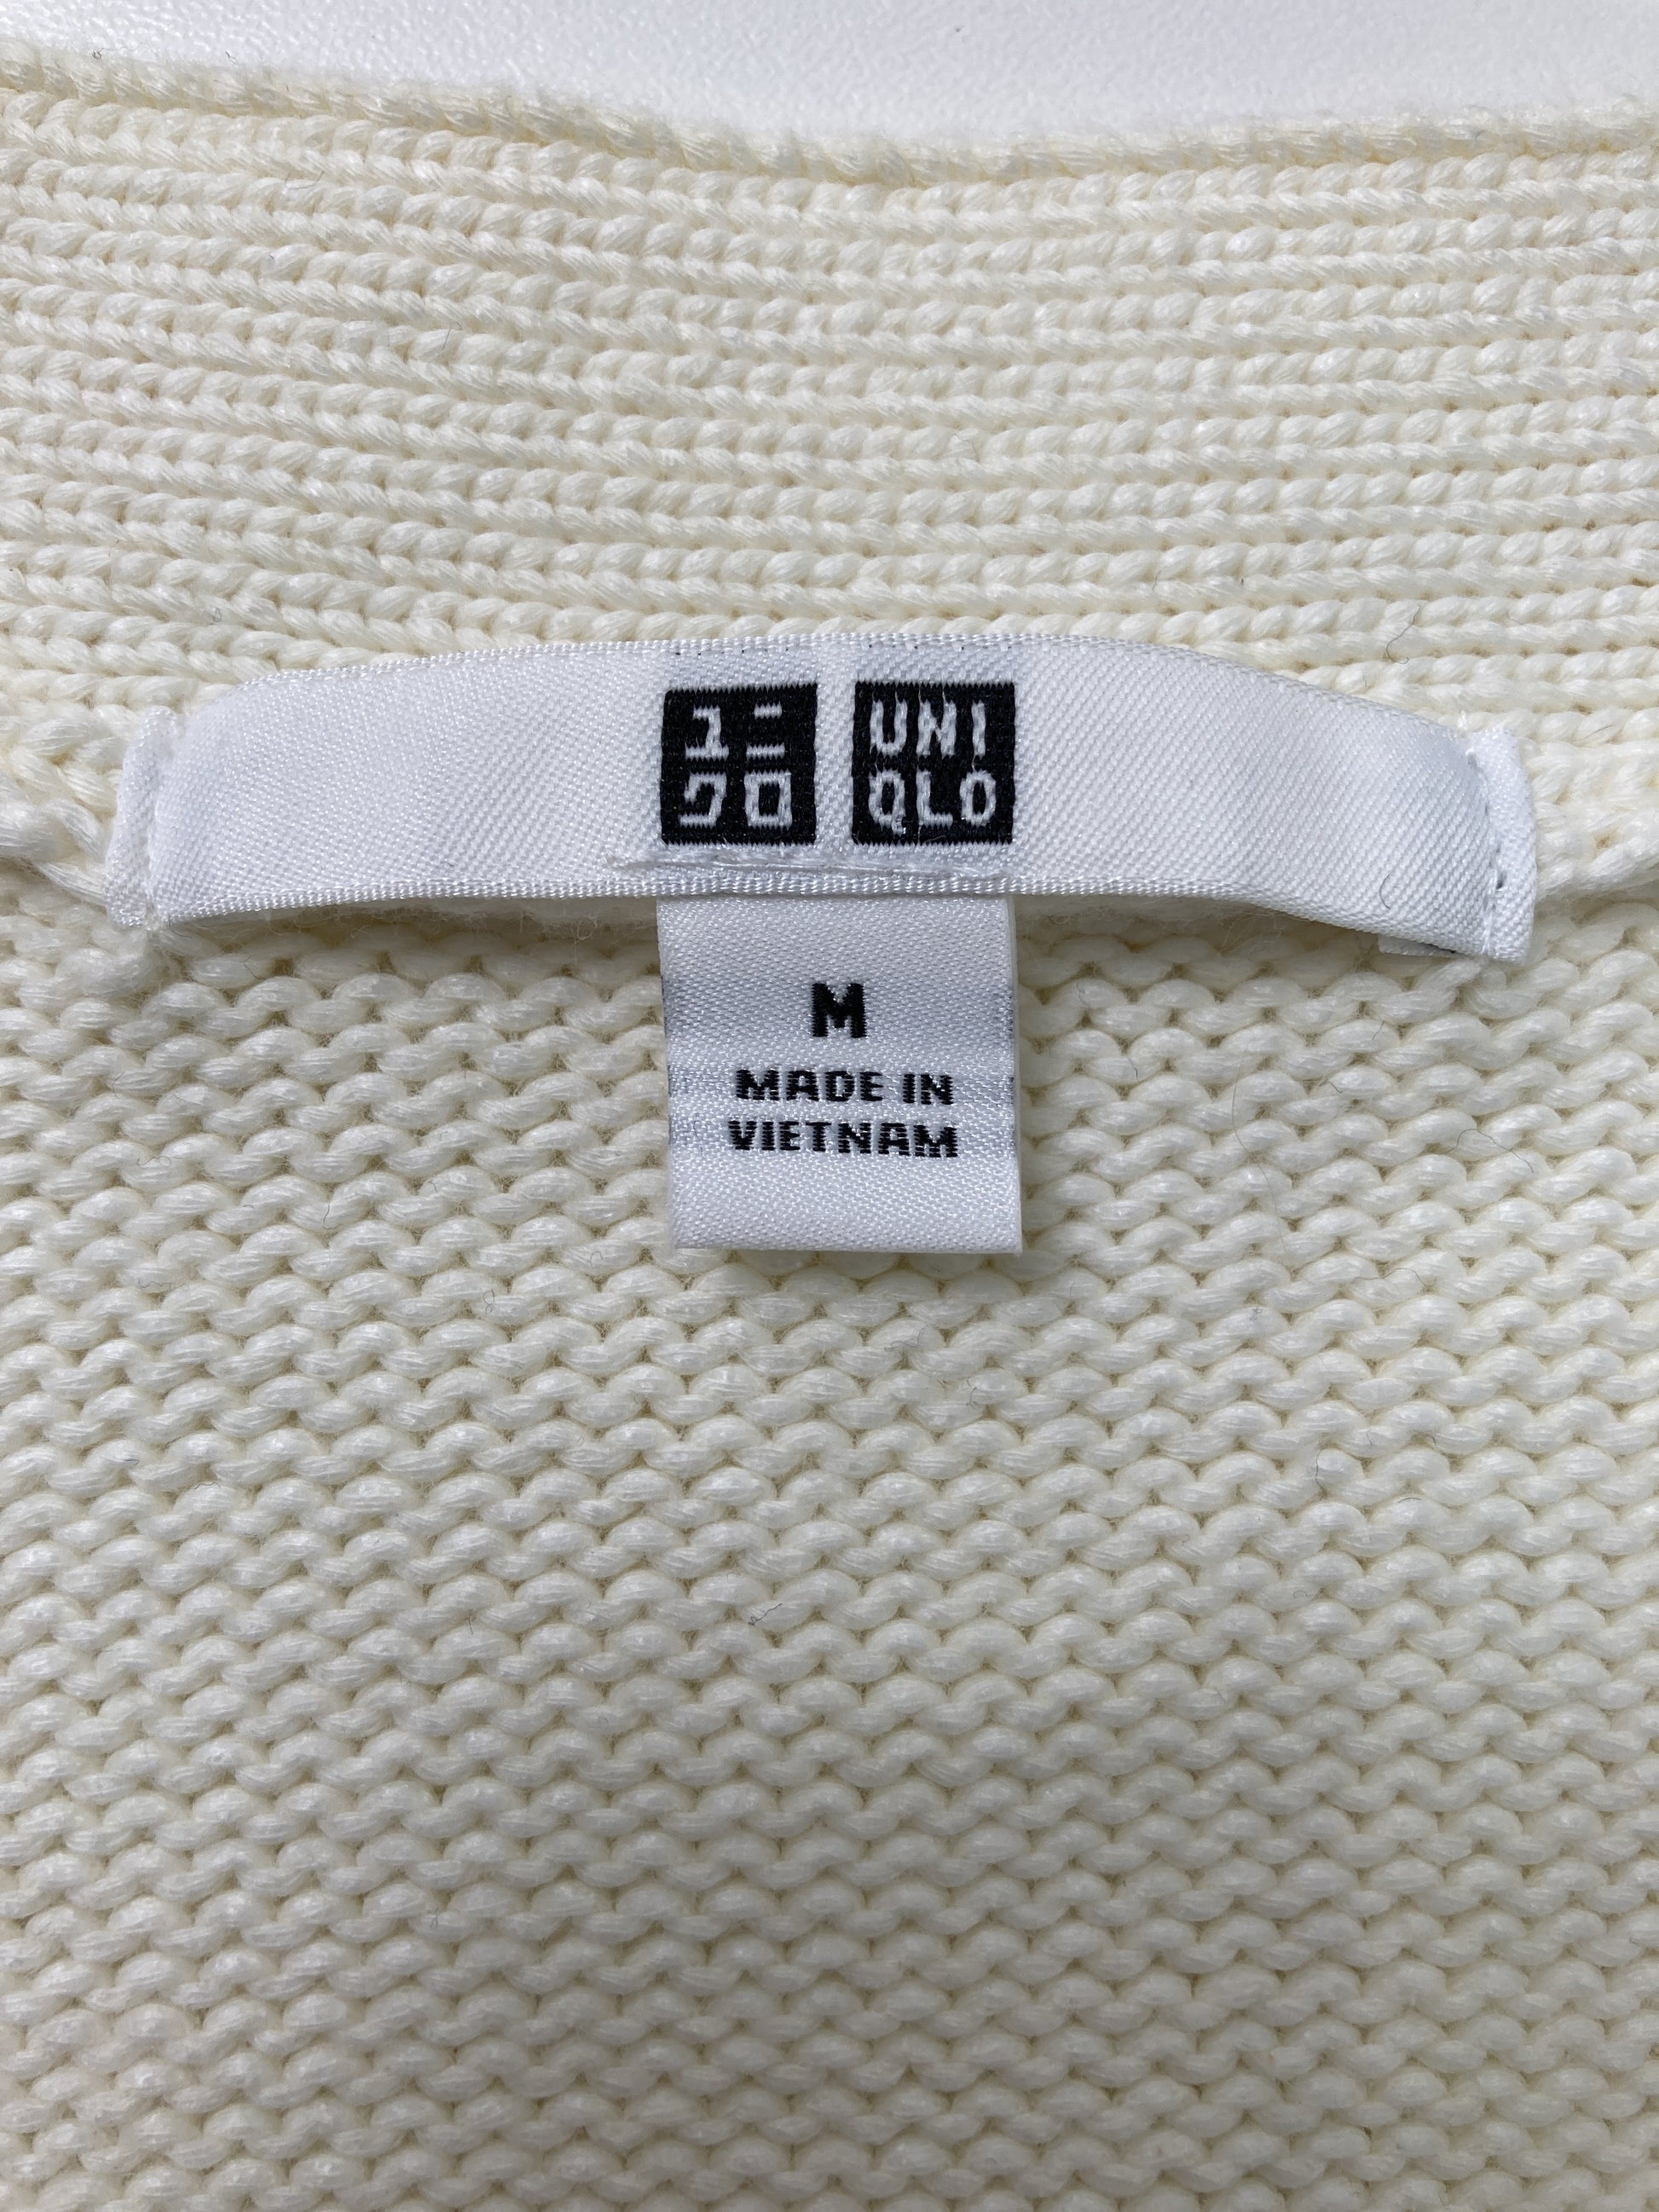 ユニ
クロ
UNI
QLO
M
MADE IN
VIETNAM